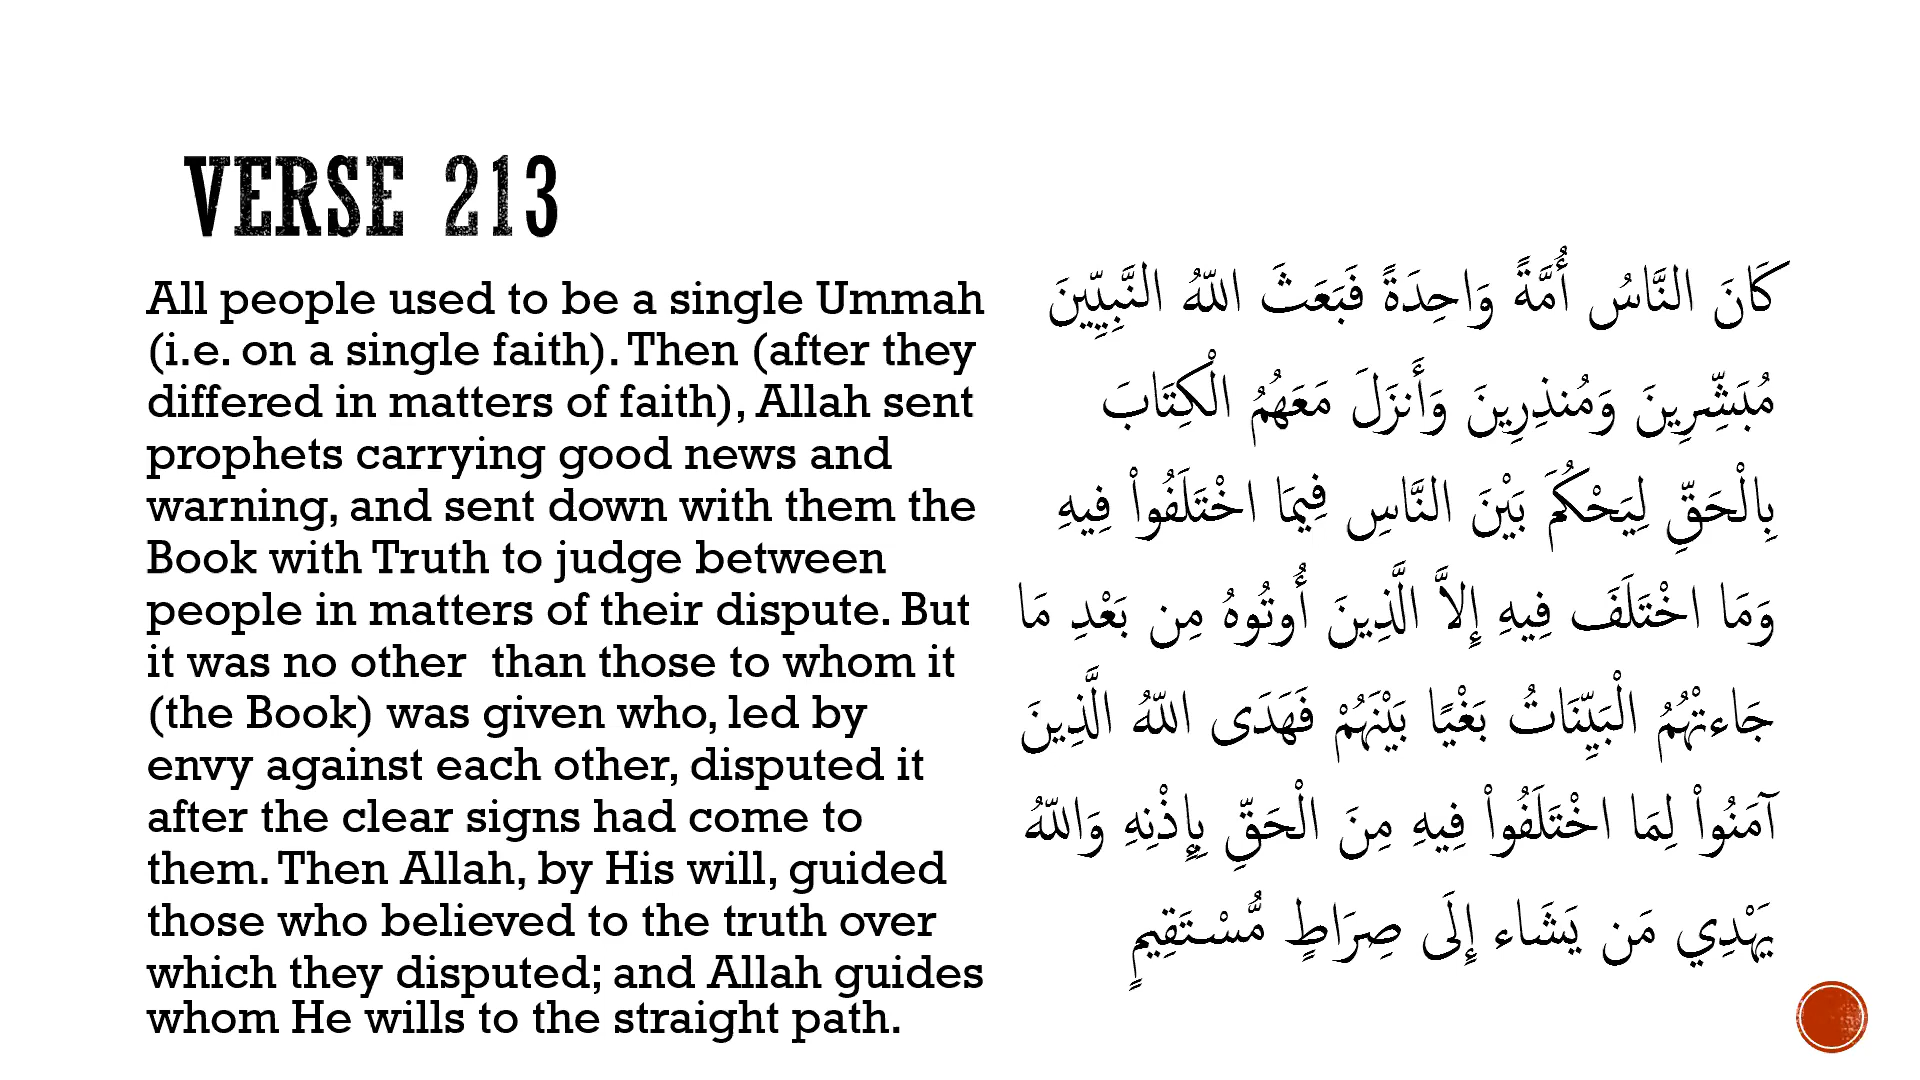 VERSE 213
All people used to be a single Ummah
(i.e. on a single faith). Then (after they
differed in matters of faith), Allah sent
prophets carrying good news and
warning, and sent down with them the
Book with Truth to judge between
people in matters of their dispute. But
it was no other  than those to whom it
(the Book) was given who, led by
envy against each other, disputed it
after the clear signs had come to
them. Then Allah, by His will, guided
those who believed to the truth over
which they disputed; and Allah guides
whom He wills to the straight path.
كَانَ النَّاسُ أُمَّةً وَاحِدَةً فَبَعَثَ اللّهُ النَّبِيِّينَ
مُبَشِّرِينَ وَمُنذِرِينَ وَأَنزَلَ مَعَهُمُ الْكِتَابَ
بِالْحَقِّ لِيَحْكُمَ بَيْنَ النَّاسِ فِيمَا اخْتَلَفُواْ فِيهِ
وَمَا اخْتَلَفَ فِيهِ إِلاَّ الَّذِينَ أُوتُوهُ مِن بَعْدِ مَا
جَاءتْهُمُ الْبَيِّنَاتُ بَغْيًا بَيْنَهُمْ فَهَدَى اللّهُ الَّذِينَ
آمَنُواْ لِمَا اخْتَلَفُواْ فِيهِ مِنَ الْحَقِّ بِإِذْنِهِ وَاللّهُ
يَهْدِي مَن يَشَاء إِلَى صِرَاطٍ مُّسْتَقِيمٍ